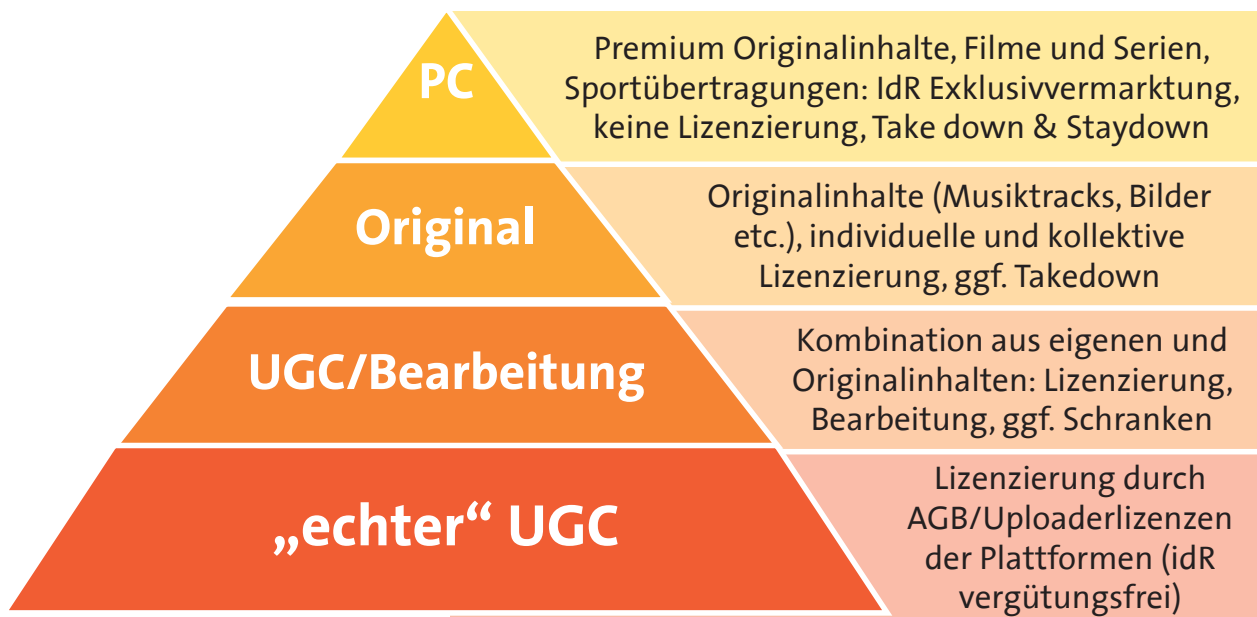 PC
Premium Originalinhalte, Filme und Serien,
Sportübertragungen: IdR Exklusivvermarktung,
keine Lizenzierung, Take down & Staydown
Original
Originalinhalte (Musiktracks, Bilder
etc.), individuelle und kollektive
Lizenzierung, ggf. Takedown
UGC/Bearbeitung
Kombination aus eigenen und
Originalinhalten: Lizenzierung,
Bearbeitung, ggf. Schranken
„echter“ UGC
Lizenzierung durch
AGB/Uploaderlizenzen
der Plattformen (idR
vergütungsfrei)